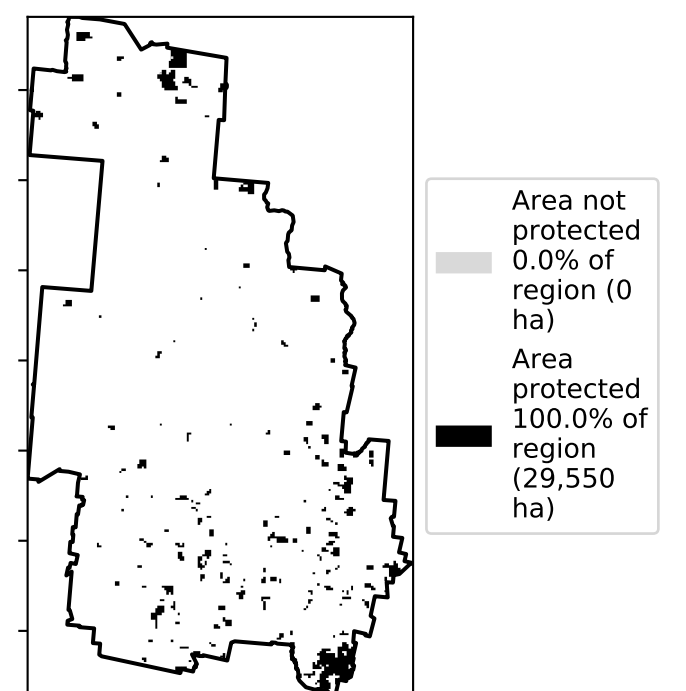 Area not
protected
0.0% of
region (0
ha)
Area
protected
100.0% of
region
(29,550
ha)